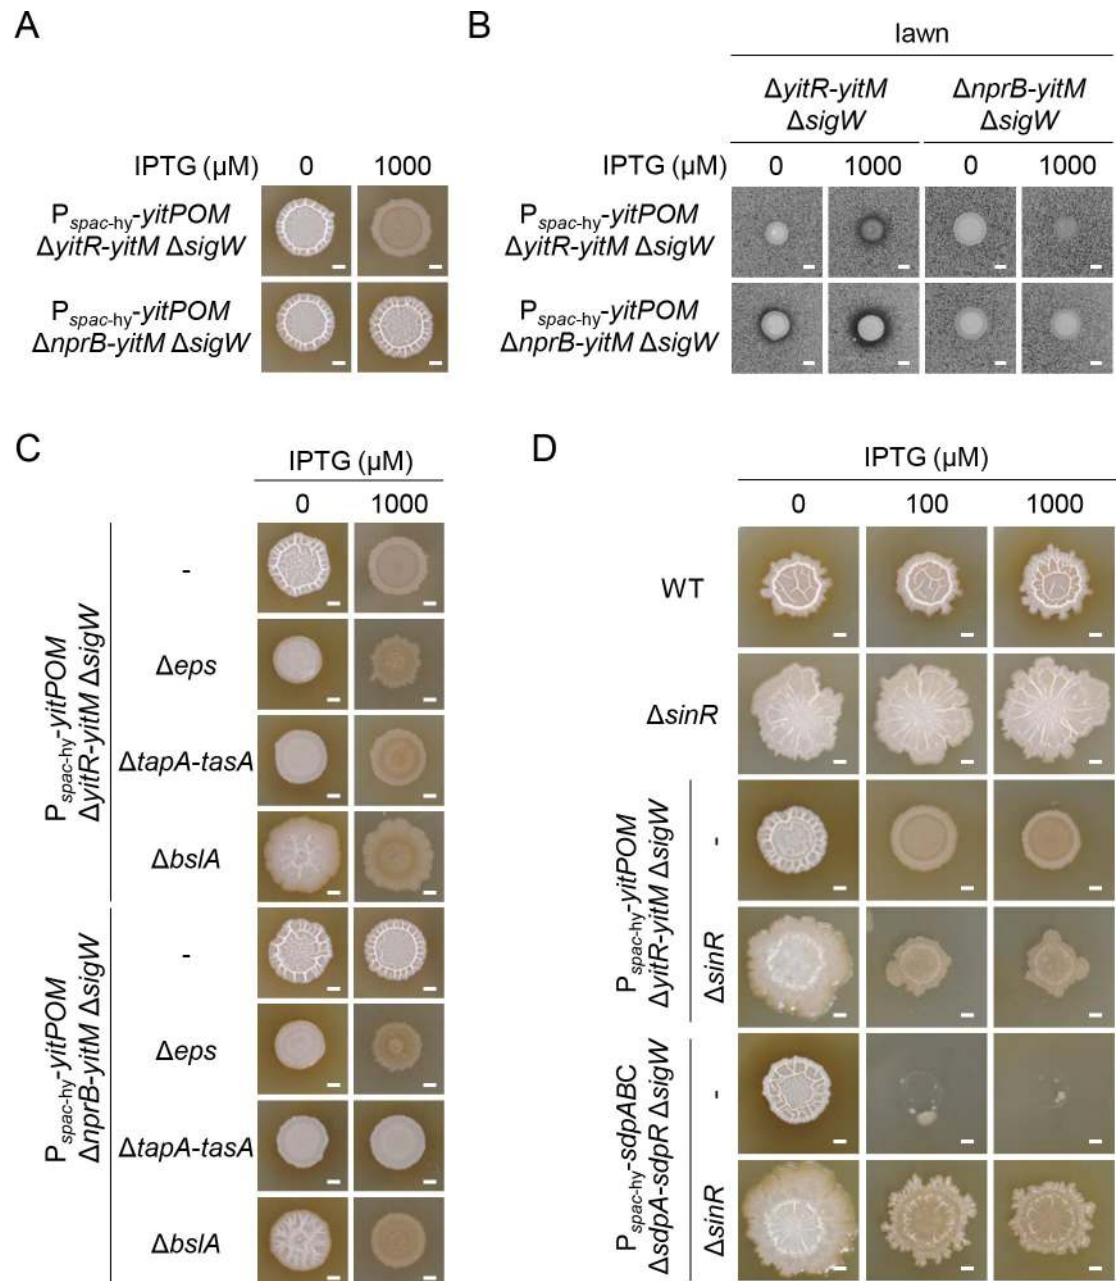 A
IPTG (μM)
0 1000
Pspac-hy-yitPOM
ΔyitR-yitM ΔsigW
Pspac-hy-yitPOM
ΔnprB-yitM ΔsigW
B
lawn
ΔyitR-yitM ΔnprB-yitM
ΔsigW ΔsigW
IPTG (μM) 0 1000 0 1000
Pspac-hy-yitPOM
ΔyitR-yitM ΔsigW
Pspac-hy-yitPOM
ΔnprB-yitM ΔsigW
C
IPTG (μM)
0 1000
Pspac-hy-yitPOM
ΔyitR-yitM ΔsigW
-
Δeps
ΔtapA-tasA
ΔbslA
Pspac-hy-yitPOM
ΔnprB-yitM ΔsigW
-
Δeps
ΔtapA-tasA
ΔbslA
D
IPTG (μM)
0 100 1000
WT
ΔsinR
Pspac-hy-yitPOM
ΔyitR-yitM ΔsigW
-
ΔsinR
Pspac-hy-sdpABC
ΔsdpA-sdpR ΔsigW
-
ΔsinR